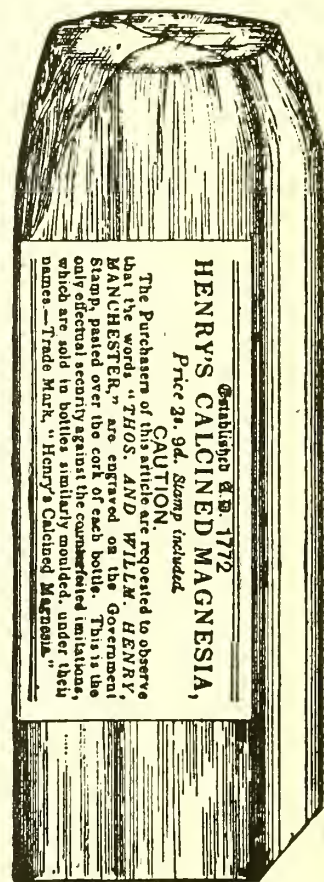 Established A.D. 1772
HENRY'S CALCINED MAGNESIA,
Price 2s. 9d. Stamp included
CAUTION.
The Purchasers of this article are requested to observe
that the words "THOS. AND WILLM. HENRY,
MANCHESTER," are engraved on the Government
Stamp, pasted over the cork of each bottle. This is the
only effectual security against the counterfeited imitations,
which are sold in bottles similarly moulded, under their
names.—Trade Mark, "Henry's Calcined Magnesia."